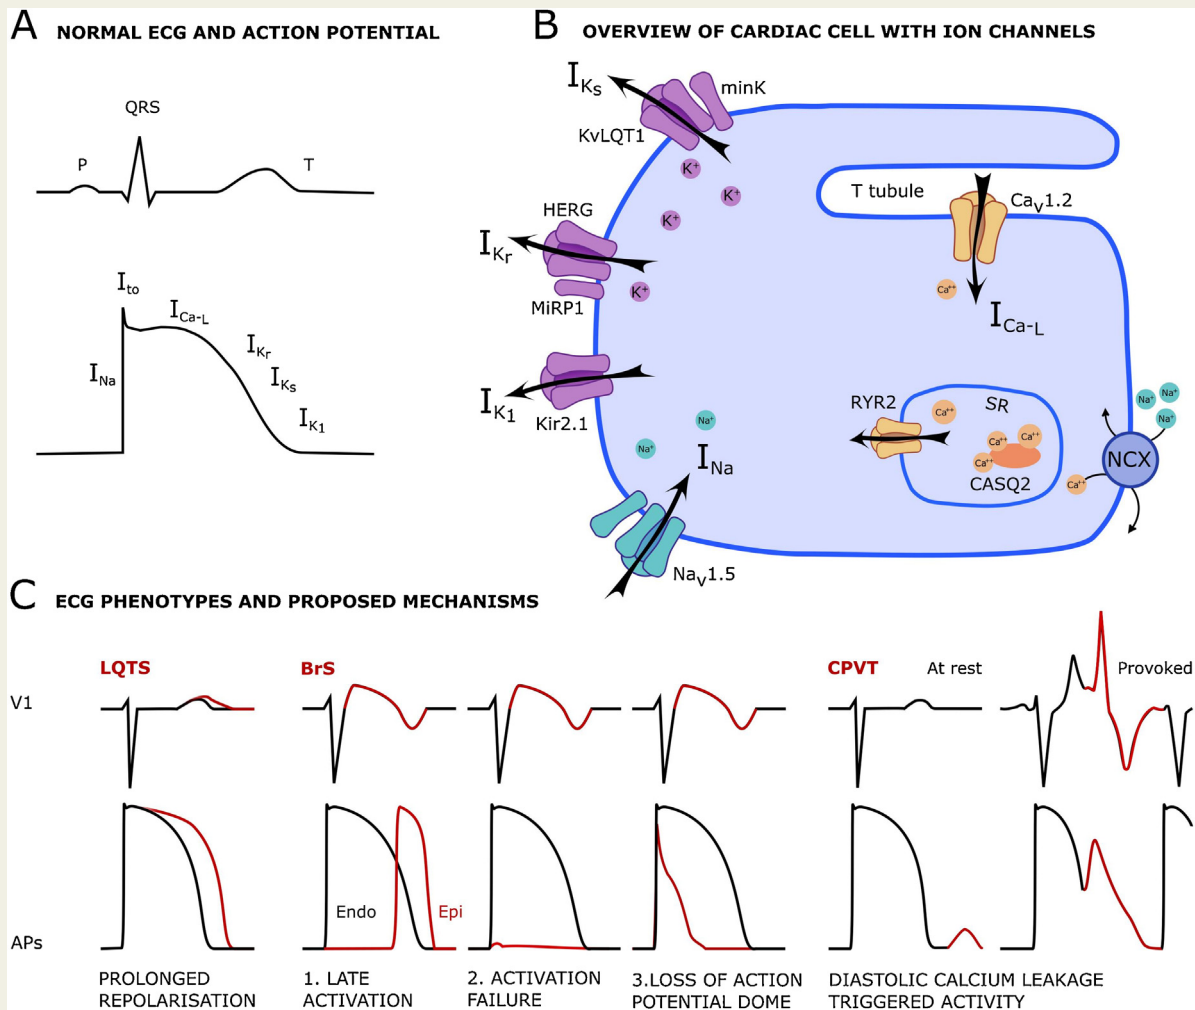 A NORMAL ECG AND ACTION POTENTIAL
QRS
P
T
Ito
ICa-L
IKr
INa
IKs
IK1
B OVERVIEW OF CARDIAC CELL WITH ION CHANNELS
IKs
minK
KvLQT1
K+
K+
K+
T tubule
Cav1.2
HERG
IKr
K+
MiRP1
Ca++
ICa-L
IK1
Kir2.1
RYR2
Ca++
SR
Na+
Na+
Na+
Na+
Na+
INa
Ca++
Ca++
Ca++
CASQ2
NCX
Ca++
Nav1.5
C ECG PHENOTYPES AND PROPOSED MECHANISMS
LQTS
BrS
CPVT
At rest
Provoked
V1
Endo
Epi
APs
PROLONGED
REPOLARISATION
1. LATE
ACTIVATION
2. ACTIVATION
FAILURE
3.LOSS OF ACTION
POTENTIAL DOME
DIASTOLIC CALCIUM LEAKAGE
TRIGGERED ACTIVITY